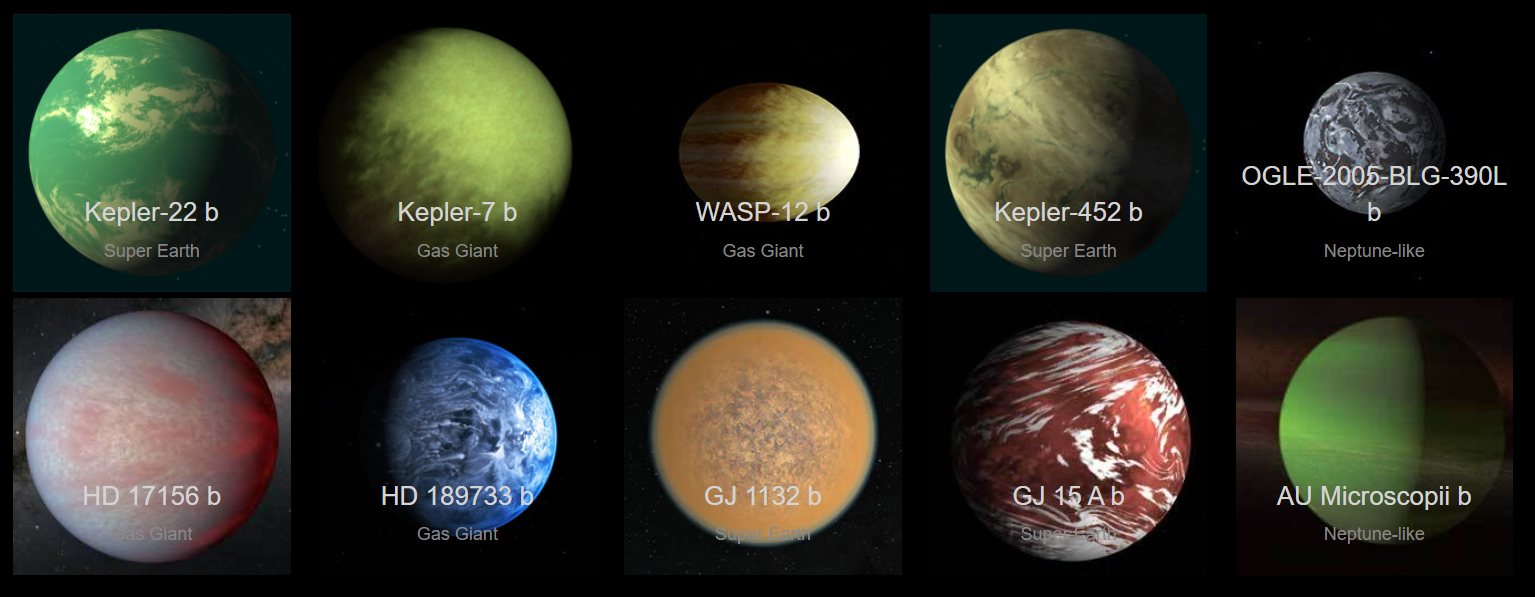 Kepler-22 b
Super Earth
Kepler-7 b
Gas Giant
WASP-12 b
Gas Giant
Kepler-452 b
Super Earth
OGLE-2005-BLG-390L
b
Neptune-like
HD 17156 b
Gas Giant
HD 189733 b
Gas Giant
GJ 1132 b
Super Earth
GJ 15 A b
Super Earth
AU Microscopii b
Neptune-like